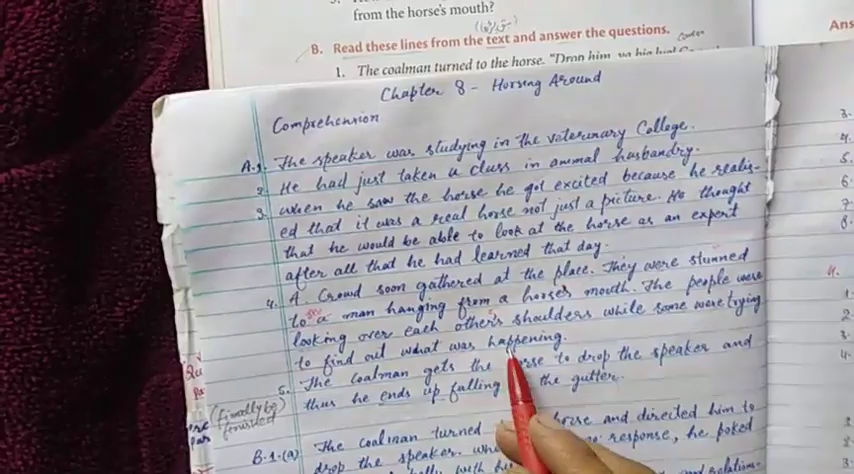 from the horse's mouth?
B. Read these lines from the text and answer the questions.
1. The coalman turned to the horse. "Drop him,
Ans
Chapter 8 - Horsing Around
Comprehension
A.1. The speaker was studying in the veterinary College.
2. He had just taken a class in animal husbandry.
3. when he saw the horse he got excited because he realis-
ed that it was a real horse not just a picture. He thought
that he would be able to look at the horse as an expert
after all that he had learned that day.
4. A. Crowd soon gathered at the place. They were stunned
to see a man hanging from a hoose's mouth. The people were
looking over each other's shoulders while some were trying
to find out what was happening.
5. The Coalman gets the horse to drop the speaker and
thus he ends up falling the gutter.
(finally be
finished
B.1.(a) The coalman turned horse and directed him to
drop the speaker. response, he poked